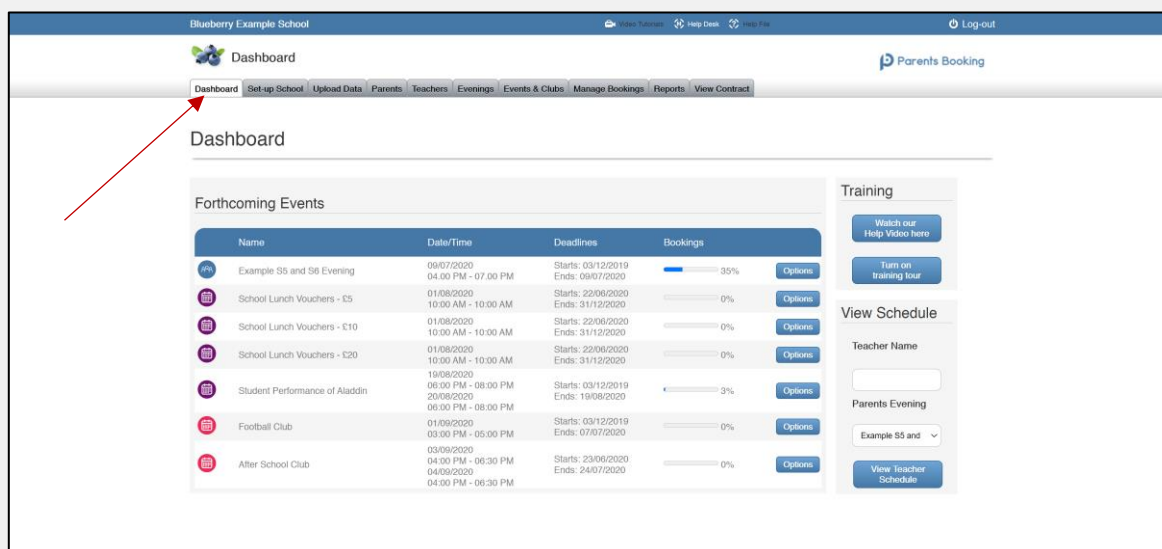 Blueberry Example School Video Tutorials Help Desk Help File Log-out
Dashboard Parents Booking
Dashboard Set-up School Upload Data Parents Teachers Evenings Events & Clubs Manage Bookings Reports View Contract
Dashboard
Forthcoming Events
Name Date/Time Deadlines Bookings
Example S5 and S6 Evening 09/07/2020 Starts: 03/12/2019 35% Options
04.00 PM - 07.00 PM Ends: 09/07/2020
School Lunch Vouchers - £5 01/08/2020 Starts: 22/06/2020 0% Options
10:00 AM - 10:00 AM Ends: 31/12/2020
School Lunch Vouchers - £10 01/08/2020 Starts: 22/06/2020 0% Options
10:00 AM - 10:00 AM Ends: 31/12/2020
School Lunch Vouchers - £20 01/08/2020 Starts: 22/06/2020 0% Options
10:00 AM - 10:00 AM Ends: 31/12/2020
19/08/2020
Student Performance of Aladdin 06:00 PM - 08:00 PM Starts: 03/12/2019 3% Options
20/08/2020 Ends: 19/08/2020
06:00 PM - 08:00 PM
Football Club 01/09/2020 Starts: 03/12/2019 0% Options
03:00 PM - 05:00 PM Ends: 07/07/2020
03/09/2020
After School Club 04:00 PM - 06:30 PM Starts: 23/06/2020 0% Options
04/09/2020 Ends: 24/07/2020
04:00 PM - 06:30 PM
Training
Watch our
Help Video here
Turn on
training tour
View Schedule
Teacher Name
Parents Evening
Example S5 and
View Teacher
Schedule